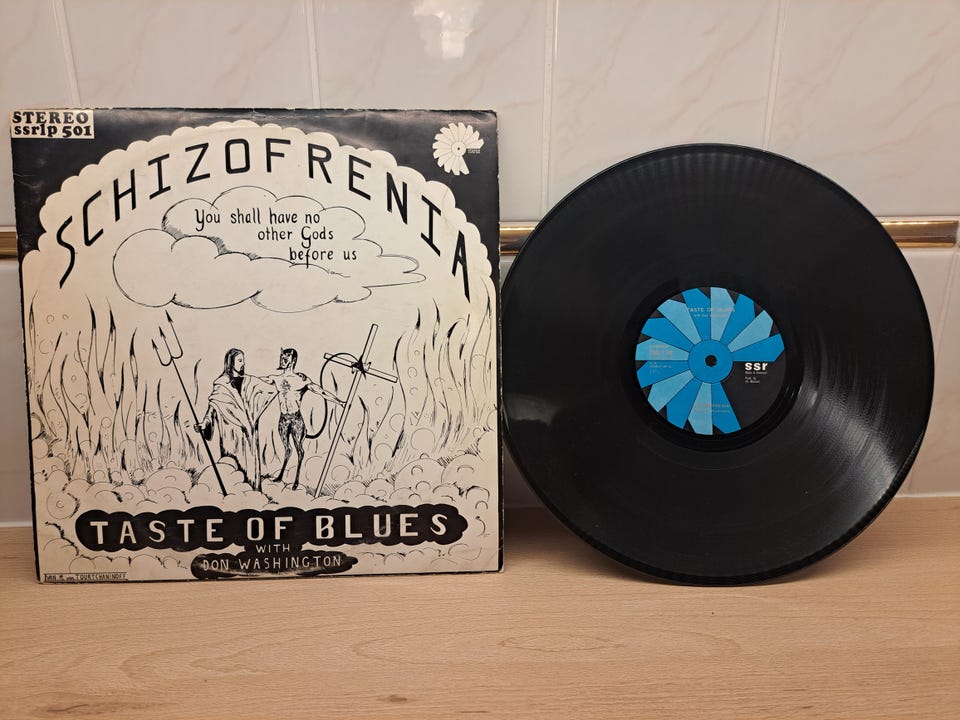 STEREO
ssrlp 501
SCHIZOFRENIA
You shall have no
other Gods
before us
TASTE OF BLUES
WITH
DON WASHINGTON
TASTE OF BLUES
ssr